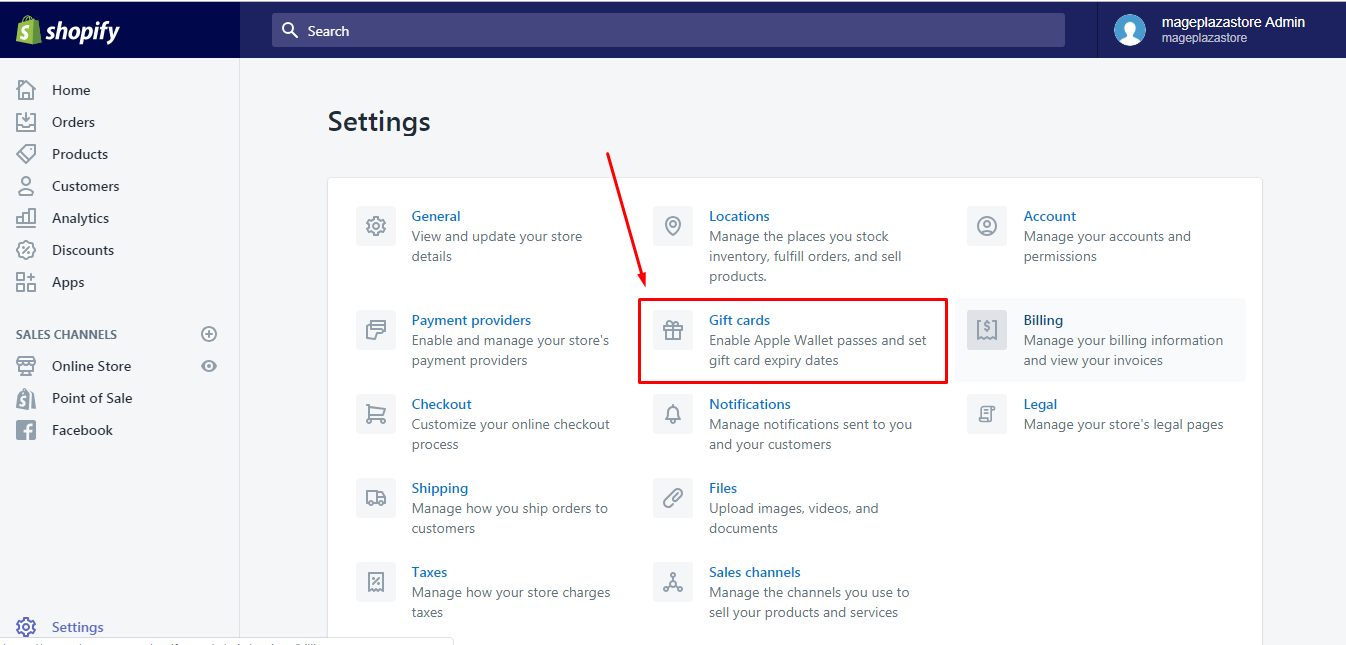 shopify
Search
mageplazastore Admin
mageplazastore
Home
Orders
Products
Customers
Analytics
Discounts
Apps
SALES CHANNELS
Online Store
Point of Sale
Facebook
Settings
Settings
General
View and update your store
details
Locations
Manage the places you stock
inventory, fulfill orders, and sell
products.
Account
Manage your accounts and
permissions
Payment providers
Enable and manage your store's
payment providers
Gift cards
Enable Apple Wallet passes and set
gift card expiry dates
Billing
Manage your billing information
and view your invoices
Checkout
Customize your online checkout
process
Notifications
Manage notifications sent to you
and your customers
Legal
Manage your store's legal pages
Shipping
Manage how you ship orders to
customers
Files
Upload images, videos, and
documents
Taxes
Manage how your store charges
taxes
Sales channels
Manage the channels you use to
sell your products and services